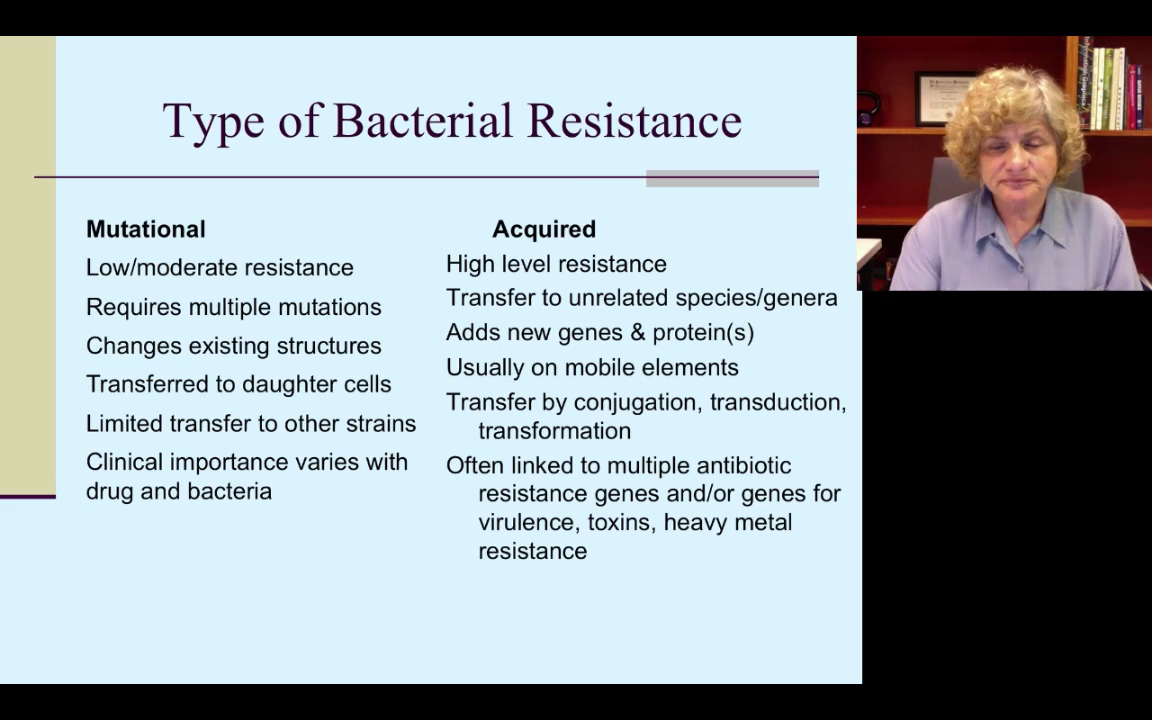 Type of Bacterial Resistance
Mutational
Low/moderate resistance
Requires multiple mutations
Changes existing structures
Transferred to daughter cells
Limited transfer to other strains
Clinical importance varies with
drug and bacteria
Acquired
High level resistance
Transfer to unrelated species/genera
Adds new genes & protein(s)
Usually on mobile elements
Transfer by conjugation, transduction,
transformation
Often linked to multiple antibiotic
resistance genes and/or genes for
virulence, toxins, heavy metal
resistance